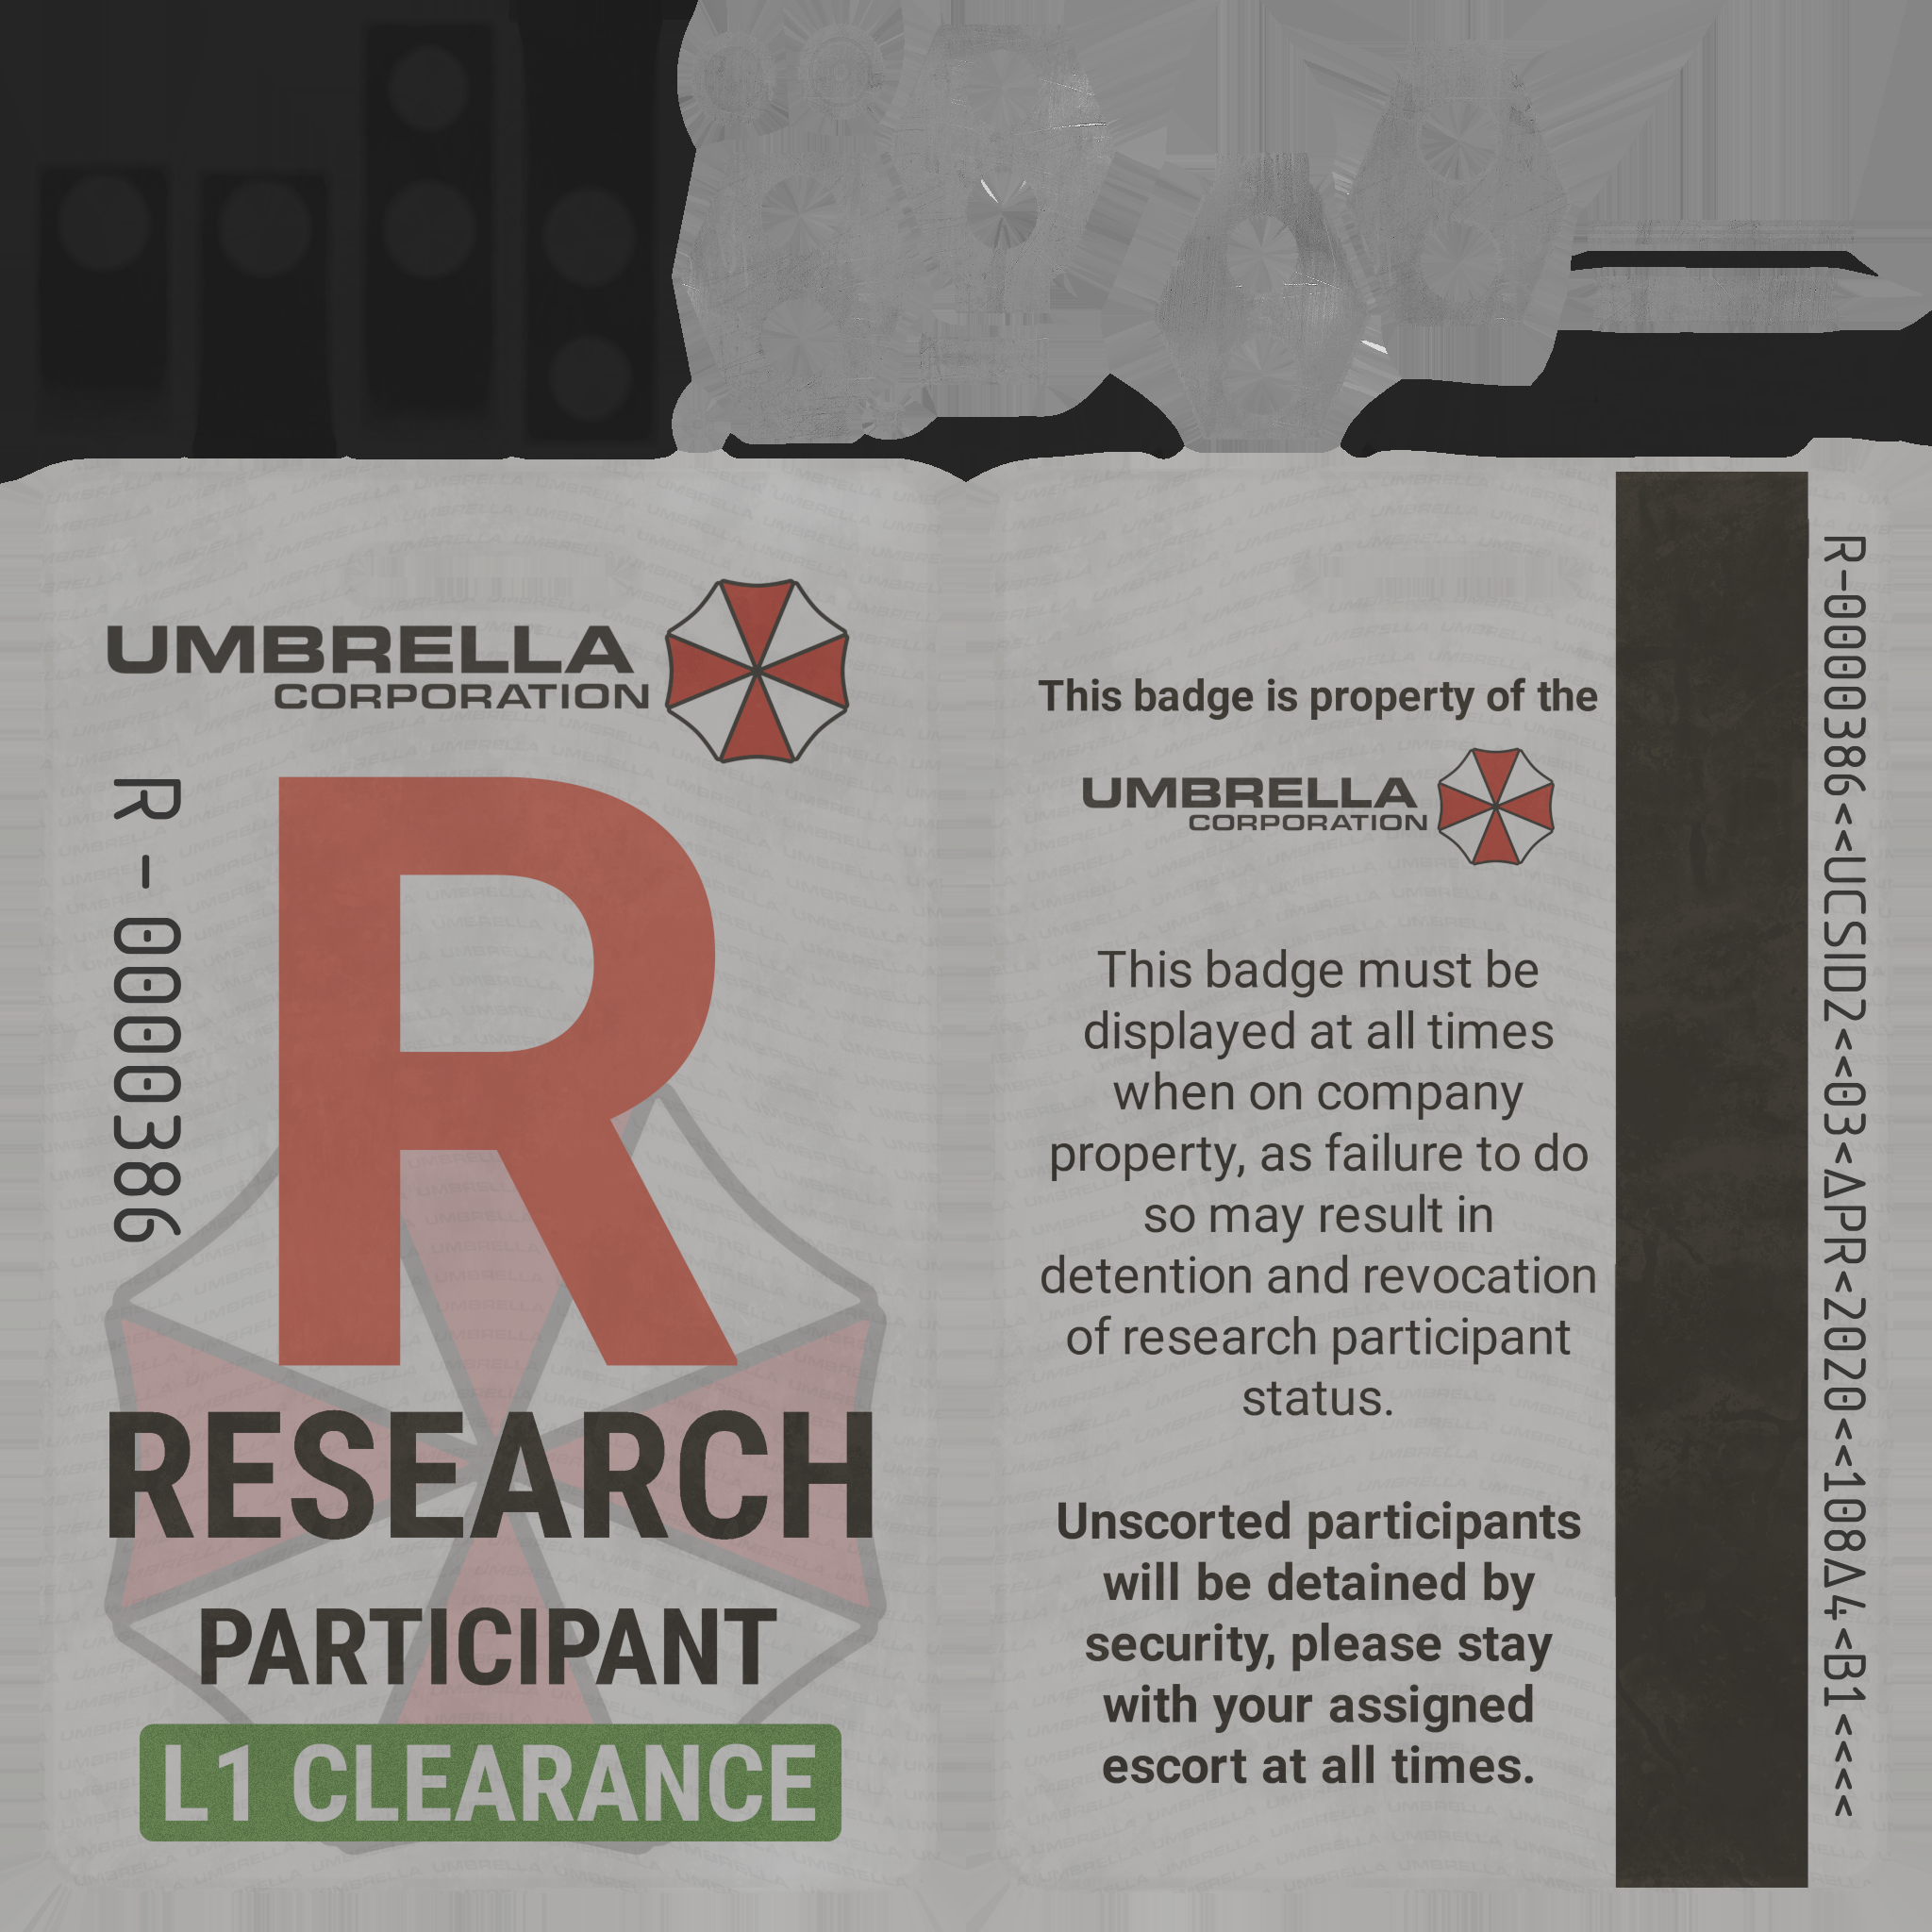 UMBRELLA
CORPORATION
R-0000386
R
RESEARCH
PARTICIPANT
L1 CLEARANCE
This badge is property of the
UMBRELLA
CORPORATION
This badge must be
displayed at all times
when on company
property, as failure to do
so may result in
detention and revocation
of research participant
status.
Unscorted participants
will be detained by
security, please stay
with your assigned
escort at all times.
R-0000386<<UCSIDZ<<03<APR<2020<<108A4<B1<<<<